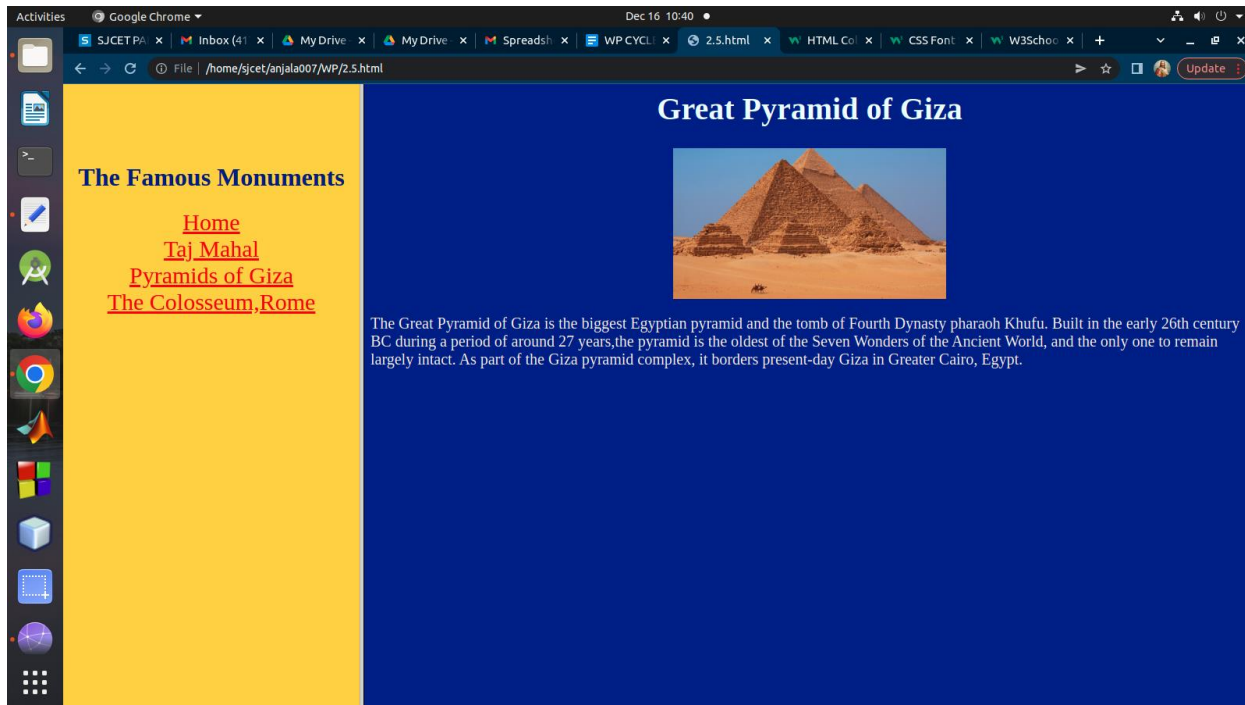 Activities
Google Chrome
Dec 16 10:40
SJCET PA
Inbox (41
My Drive -
My Drive -
Spreadsh
WP CYCL
2.5.html
HTML Col
CSS Font
W3Schoo
File | /home/sjcet/anjala007/WP/2.5.html
Update
The Famous Monuments
Home
Taj Mahal
Pyramids of Giza
The Colosseum,Rome
Great Pyramid of Giza
The Great Pyramid of Giza is the biggest Egyptian pyramid and the tomb of Fourth Dynasty pharaoh Khufu. Built in the early 26th century
BC during a period of around 27 years,the pyramid is the oldest of the Seven Wonders of the Ancient World, and the only one to remain
largely intact. As part of the Giza pyramid complex, it borders present-day Giza in Greater Cairo, Egypt.